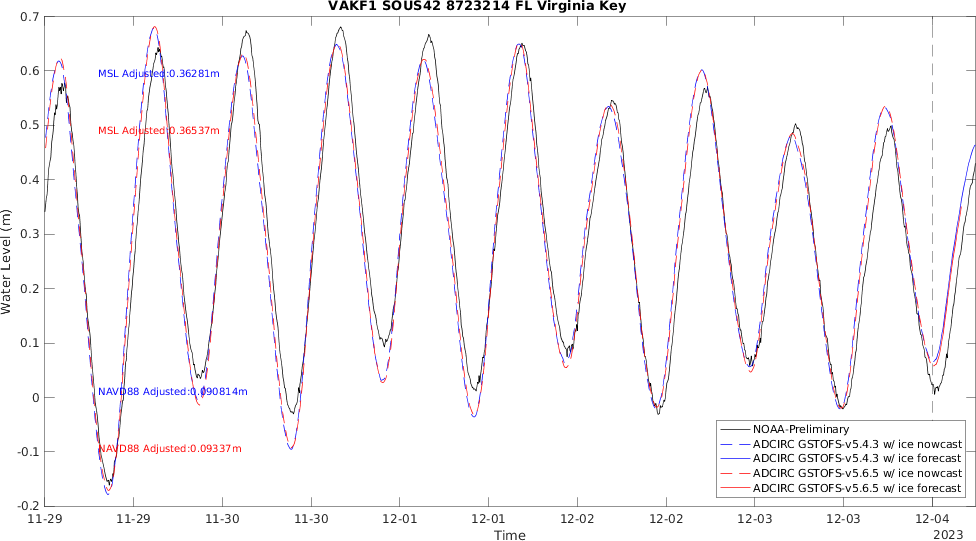 VAKF1 SOUS42 8723214 FL Virginia Key
0.7
0.6
0.5
0.4
0.3
0.2
0.1
0
-0.1
-0.2
Water Level (m)
MSL Adjusted:0.36281m
MSL Adjusted:0.36537m
NAVD88 Adjusted:0.090814m
NAVD88 Adjusted:0.09337m
NOAA-Preliminary
ADCIRC GSTOFS-v5.4.3 w/ ice nowcast
ADCIRC GSTOFS-v5.4.3 w/ ice forecast
ADCIRC GSTOFS-v5.6.5 w/ ice nowcast
ADCIRC GSTOFS-v5.6.5 w/ ice forecast
11-29 11-29 11-30 11-30 12-01 12-01 12-02 12-02 12-03 12-03 12-04
Time
2023